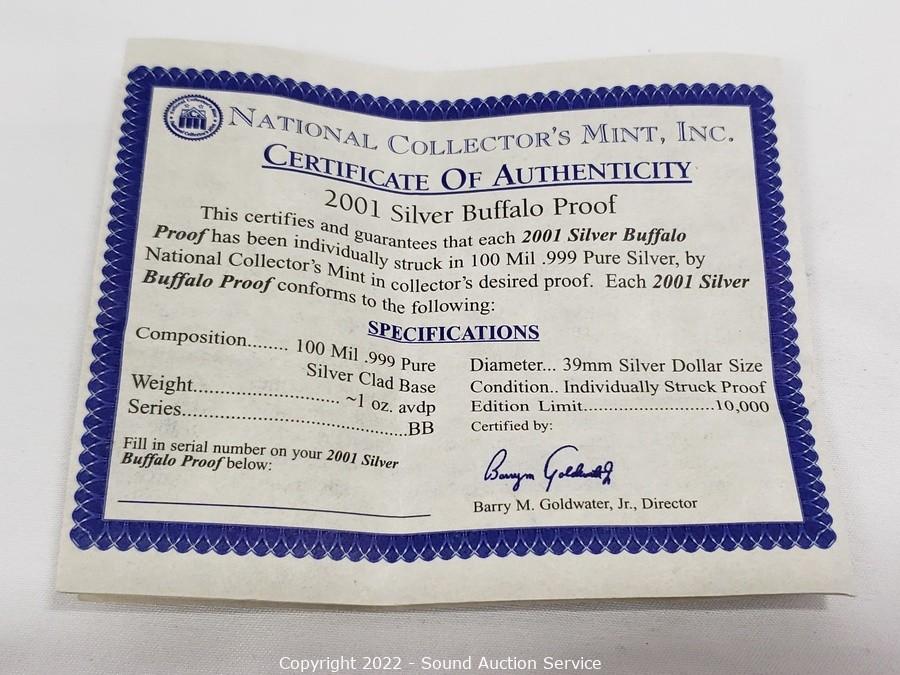 NATIONAL COLLECTOR'S MINT, INC.
CERTIFICATE OF AUTHENTICITY
2001 Silver Buffalo Proof
This certifies and guarantees that each 2001 Silver Buffalo
Proof has been individually struck in 100 Mil .999 Pure Silver, by
National Collector's Mint in collector's desired proof. Each 2001 Silver
Buffalo Proof conforms to the following:
SPECIFICATIONS
Composition........ 100 Mil .999 Pure
Silver Clad Base
Weight.................................. ~1 oz. avdp
Series....................................................BB
Fill in serial number on your 2001 Silver
Buffalo Proof below:
Diameter... 39mm Silver Dollar Size
Condition.. Individually Struck Proof
Edition Limit..............................10,000
Certified by:
Barry M. Goldwater, Jr., Director
Copyright 2022 - Sound Auction Service